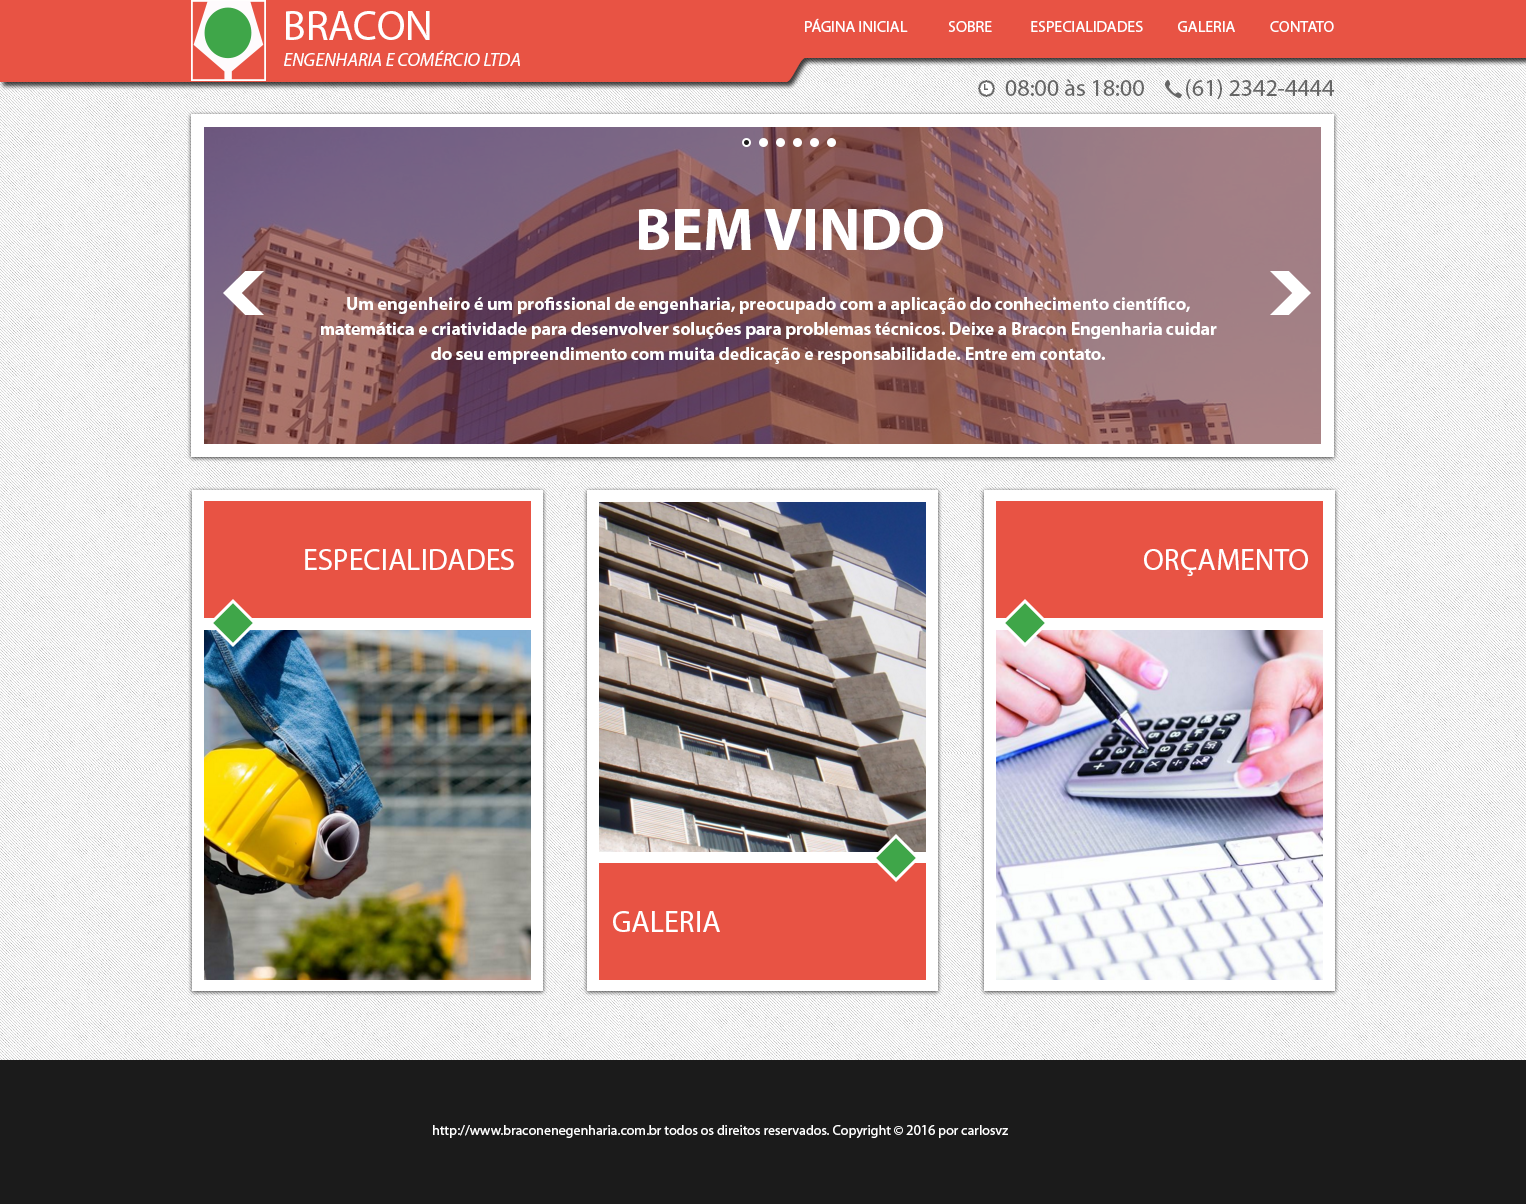 BRACON
ENGENHARIA E COMÉRCIO LTDA
PÁGINA INICIAL SOBRE ESPECIALIDADES GALERIA CONTATO
08:00 às 18:00 (61) 2342-4444
BEM VINDO
Um engenheiro é um profissional de engenharia, preocupado com a aplicação do conhecimento científico,
matemática e criatividade para desenvolver soluções para problemas técnicos. Deixe a Bracon Engenharia cuidar
do seu empreendimento com muita dedicação e responsabilidade. Entre em contato.
ESPECIALIDADES
GALERIA
ORÇAMENTO
http://www.braconenegenharia.com.br todos os direitos reservados. Copyright © 2016 por carlosvz